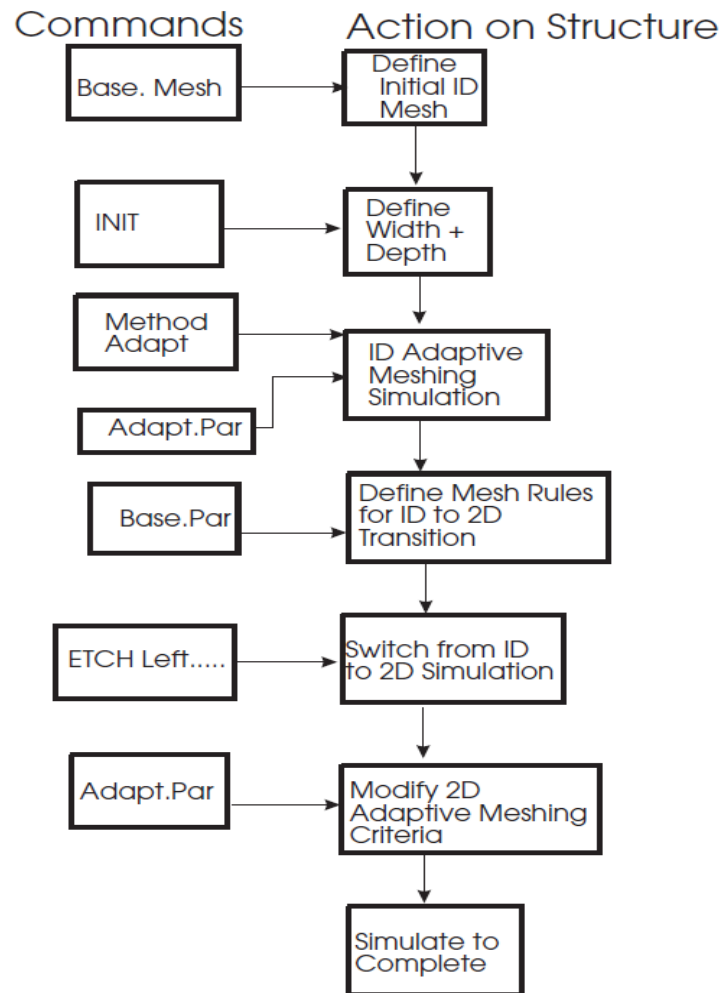 Commands Action on Structure
Base. Mesh
Define
Initial ID
Mesh
INIT
Define
Width +
Depth
Method
Adapt
Adapt.Par
ID Adaptive
Meshing
Simulation
Base.Par
Define Mesh Rules
for ID to 2D
Transition
ETCH Left.....
Switch from ID
to 2D Simulation
Adapt.Par
Modify 2D
Adaptive Meshing
Criteria
Simulate to
Complete